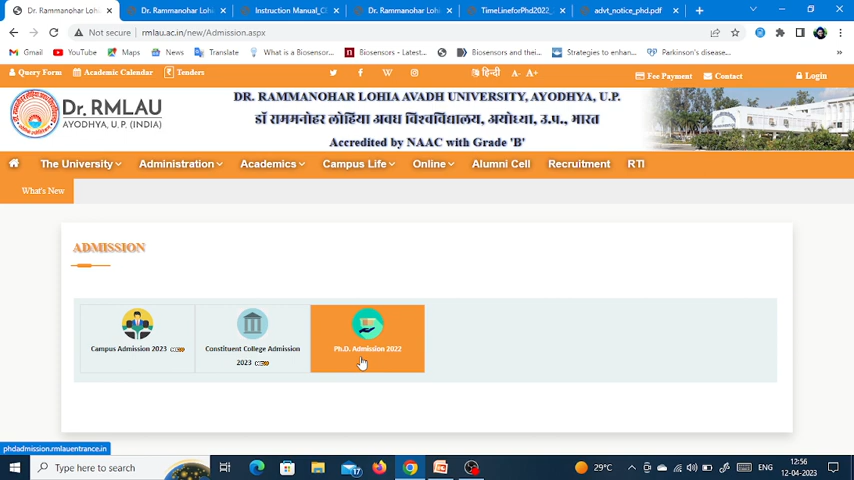 Dr. Rammanohar Lohi
Dr. Rammanohar Lohi
Instruction Manual_C
Dr. Rammanohar Loh
TimeLineforPhd2022_
advt_notice_phd.pdf
Not secure | rmlau.ac.in/new/Admission.aspx
Gmail
YouTube
Maps
News
Translate
What is a Biosensor...
Biosensors - Latest...
Biosensors and thei...
Strategies to enhan...
Parkinson's disease...
Query Form
Academic Calendar
Tenders
हिन्दी
A-
A+
Fee Payment
Contact
Login
Dr. RMLAU
AYODHYA, U. P. (INDIA)
DR. RAMMANOHAR LOHIA AVADH UNIVERSITY, AYODHYA, U.P.
डॉ राममनोहर लोहिया अवध विश्वविद्यालय, अयोध्या, उ.प., भारत
Accredited by NAAC with Grade 'B'
The University
Administration
Academics
Campus Life
Online
Alumni Cell
Recruitment
RTI
What's New
ADMISSION
Campus Admission 2023
Constituent College Admission
2023
Ph.D. Admission 2022
phdadmission.rmlauentrance.in
Type here to search
17
29°C
ENG
12:56
12-04-2023